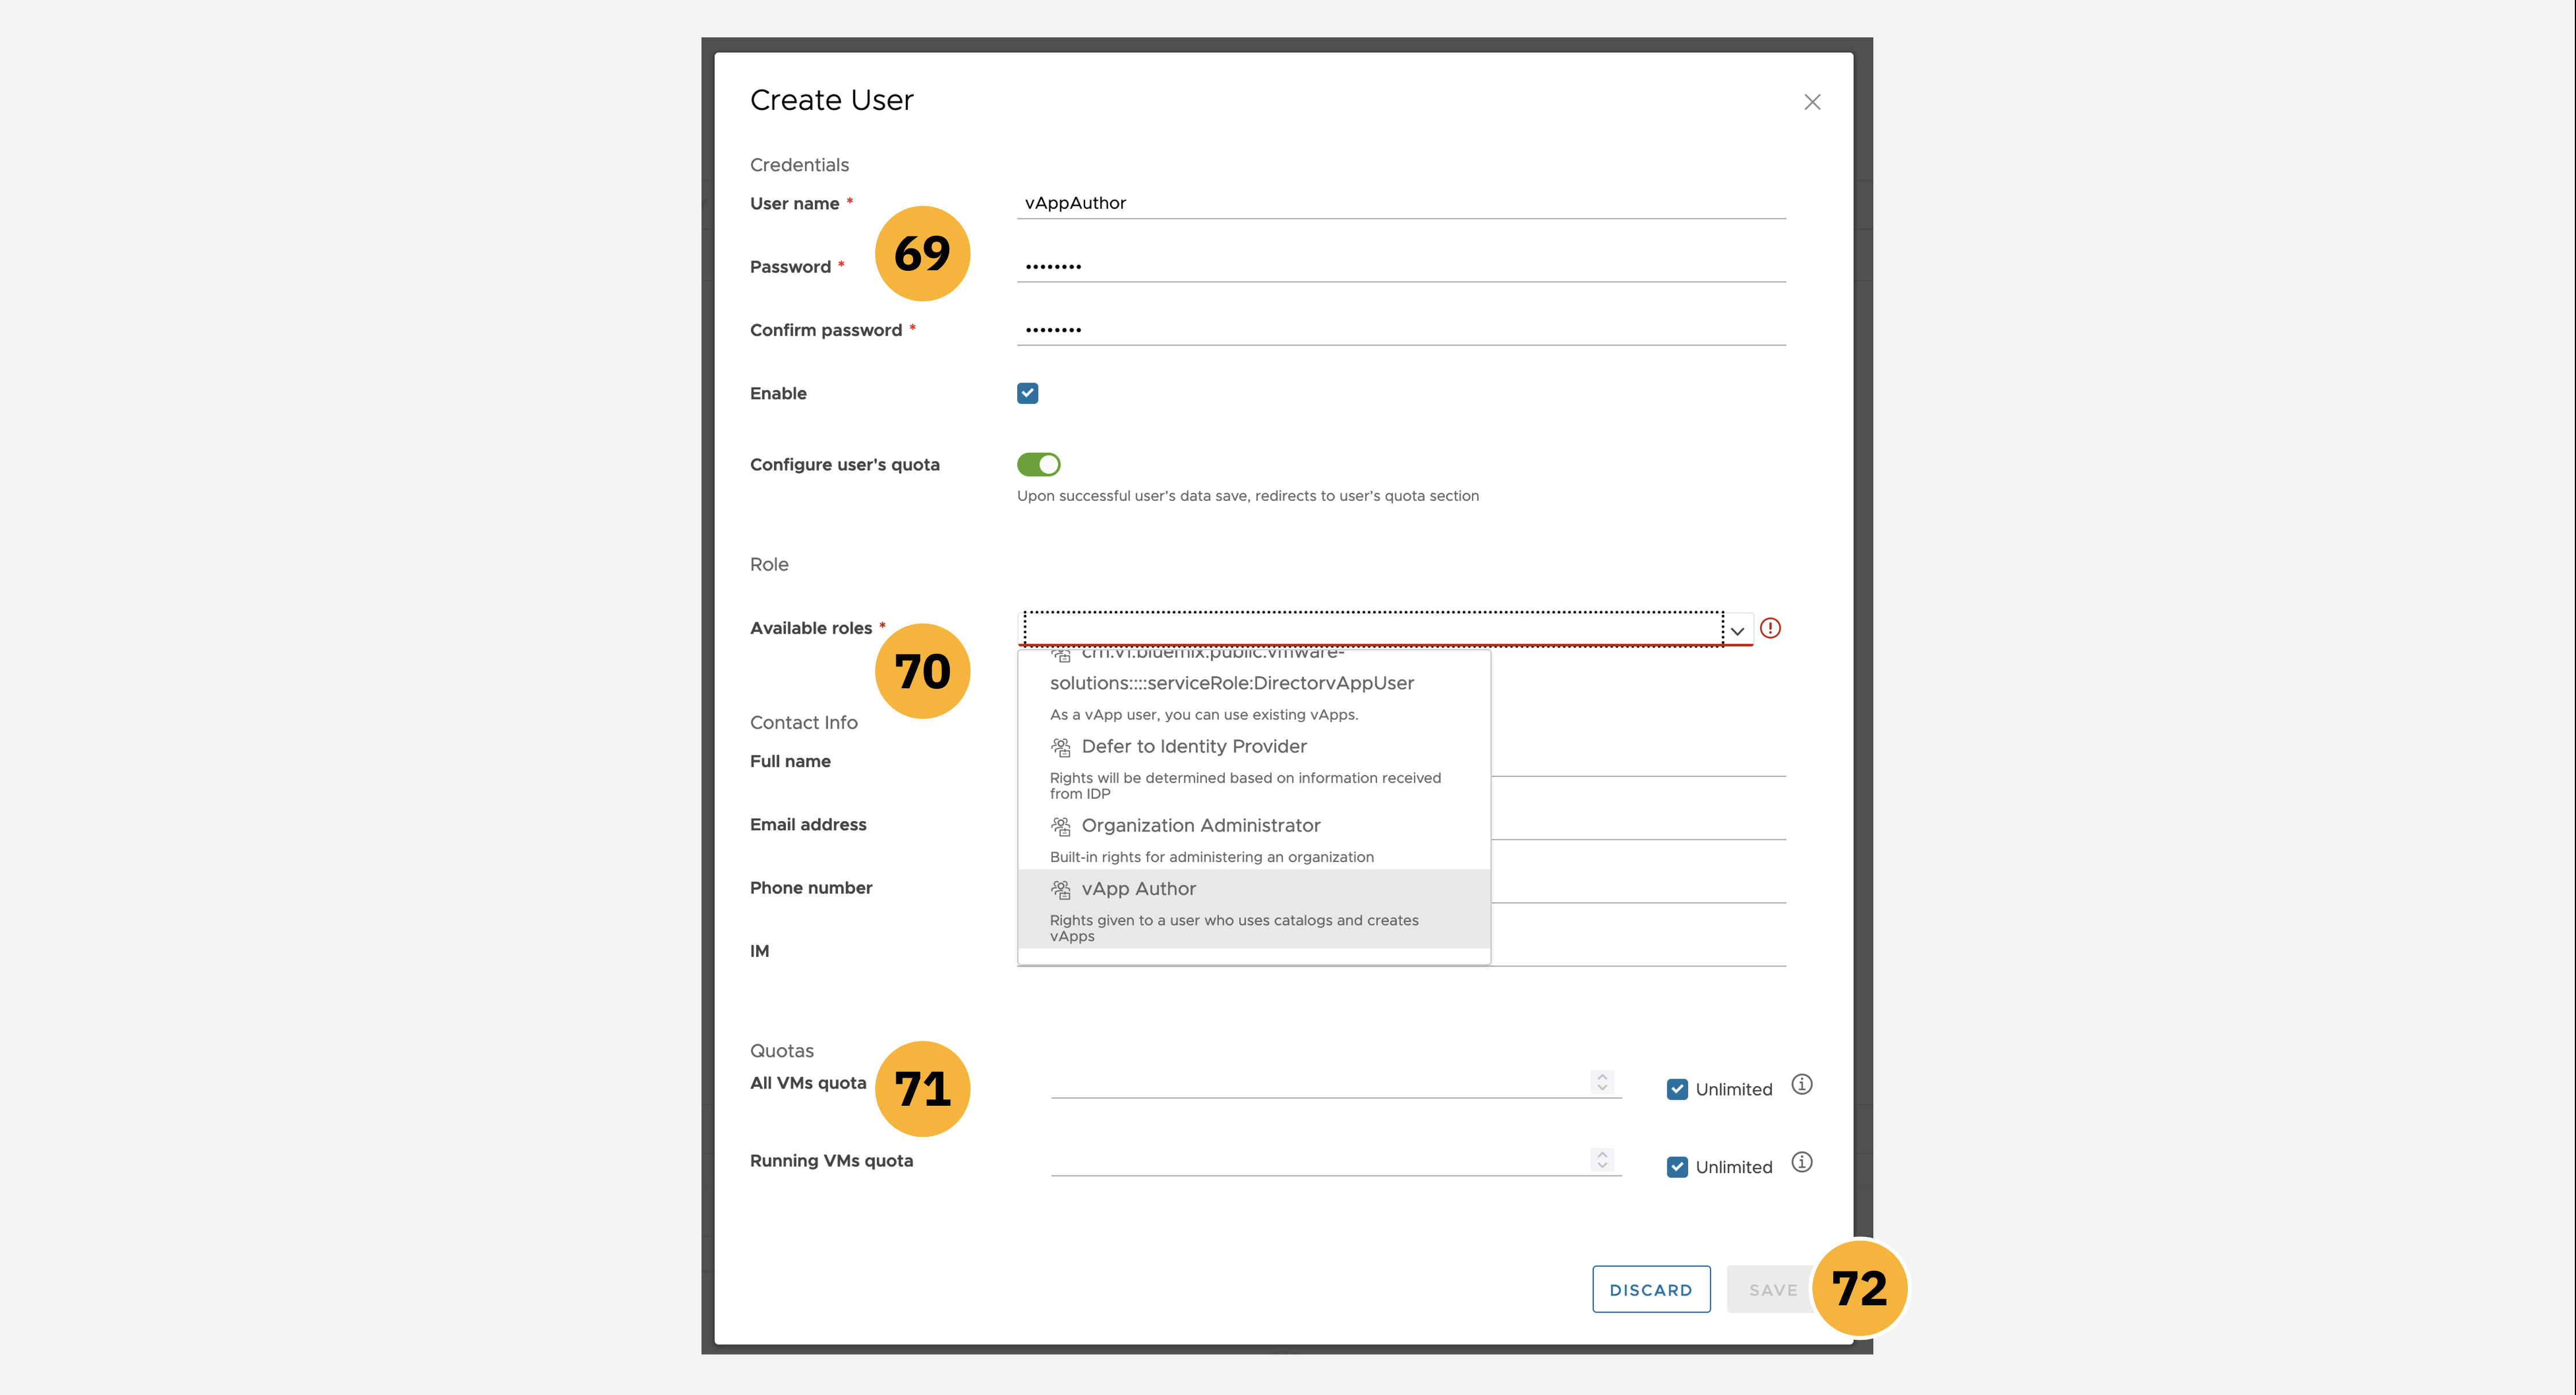 Create User
Credentials
User name *
vAppAuthor
69
Password *
••••••••
Confirm password *
••••••••
Enable
Configure user's quota
Upon successful user's data save, redirects to user's quota section
Role
Available roles *
70
crn:v1:bluemix:public:vmware-
solutions::::serviceRole:DirectorvAppUser
As a vApp user, you can use existing vApps.
Contact Info
Defer to Identity Provider
Full name
Rights will be determined based on information received
from IDP
Email address
Organization Administrator
Built-in rights for administering an organization
Phone number
vApp Author
Rights given to a user who uses catalogs and creates
vApps
IM
Quotas
All VMs quota
71
Unlimited
Running VMs quota
Unlimited
DISCARD
SAVE
72